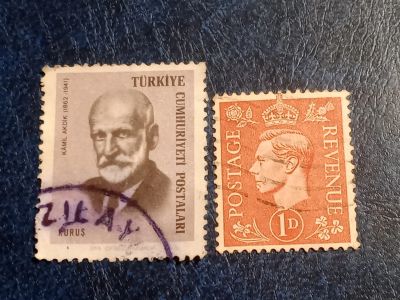 TÜRKİYE
CUMHURİYETİ POSTALARI
KÂMİL AKDİK (1862-1941)
KURUŞ
POSTAGE
REVENUE
1D